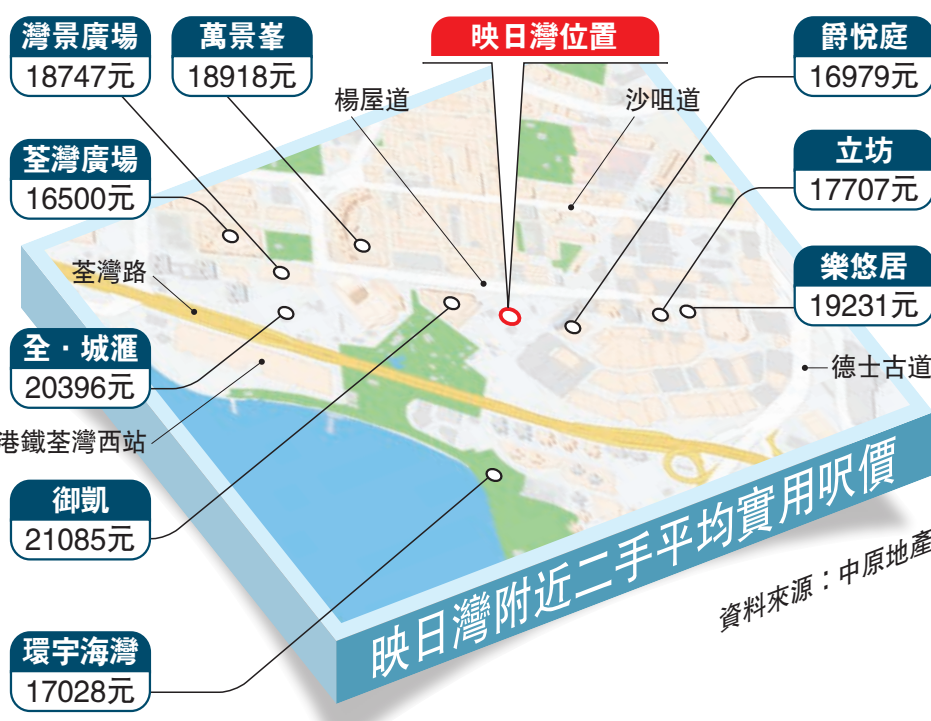 灣景廣場
18747元
萬景峯
18918元
映日灣位置
爵悅庭
16979元
楊屋道
沙咀道
荃灣廣場
16500元
立坊
17707元
荃灣路
樂悠居
19231元
全·城滙
20396元
德士古道
港鐵荃灣西站
御凱
21085元
映日灣附近二手平均實用呎價
資料來源：中原地產
環宇海灣
17028元